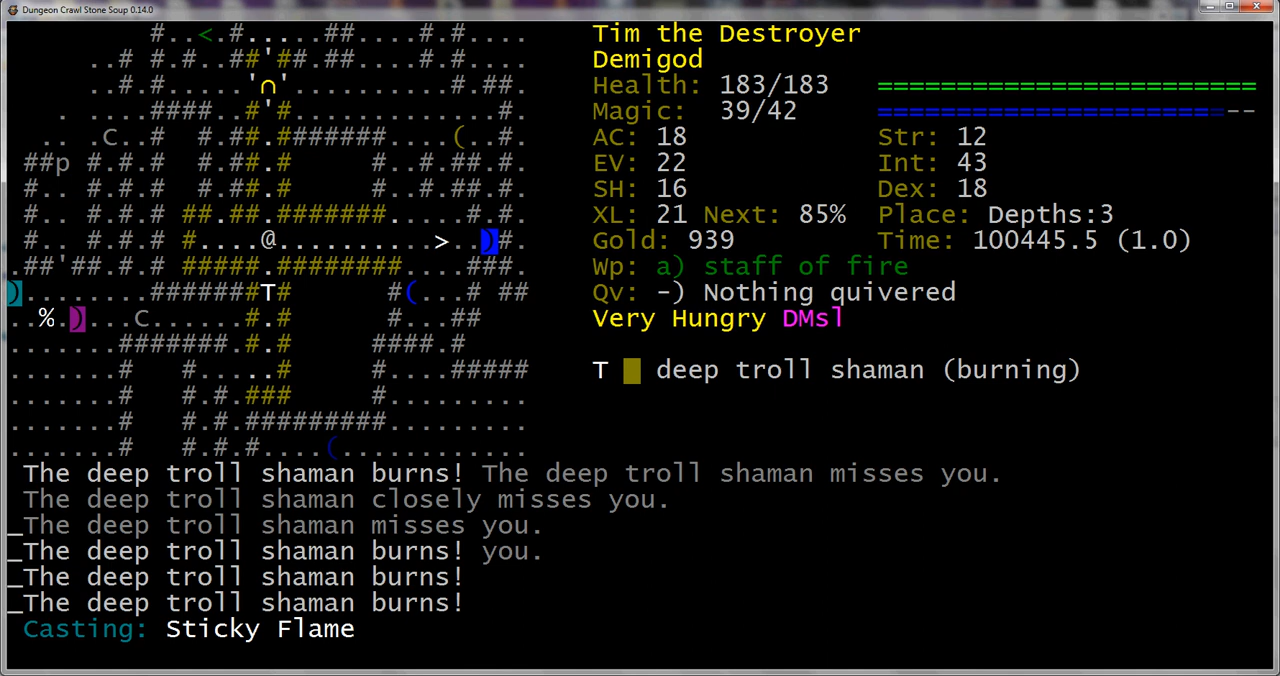 Dungeon Crawl Stone Soup 0.14.0
#..<.#.....##....#.#....
..# #.#..##'##.##....#.#....
..#.#.....'∩'...........#.##.
. ....####...#'#..............#.
.. .c..# #.##.#.#######....(..#.
##p #.#.# #.##.# #..#.##.#.
#.. #.#.# #.##.# #..#.####.
#.. #.#.# ##.##.#######.....#.#.
#.. #.#.# #....@..........>..)#.
.##'##.#.# #####.########....###.
)........######T# #(...# ##
..%.)...c......#.# #...##
.......#######.#.# ####.#
.......# #.....# #....#####
.......# #.#.### #.........
.......# #.#.#########.........
.......# #.#.#....(............
Tim the Destroyer
Demigod
Health: 183/183 ========================
Magic: 39/42 ======================--
AC: 18 Str: 12
EV: 22 Int: 43
SH: 16 Dex: 18
XL: 21 Next: 85% Place: Depths:3
Gold: 939 Time: 100445.5 (1.0)
Wp: a) staff of fire
Qv: -) Nothing quivered
Very Hungry DMsl
T deep troll shaman (burning)
The deep troll shaman burns! The deep troll shaman misses you.
The deep troll shaman closely misses you.
_The deep troll shaman misses you.
_The deep troll shaman burns! you.
_The deep troll shaman burns!
_The deep troll shaman burns!
Casting: Sticky Flame